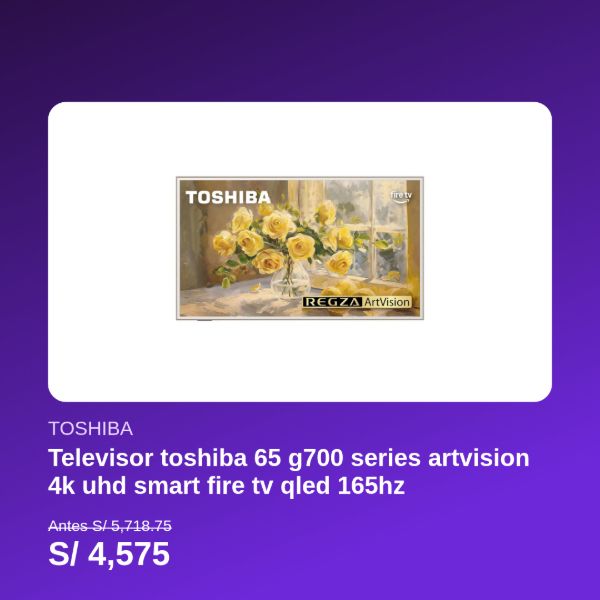 TOSHIBA
fire tv
REGZA ArtVision
TOSHIBA
Televisor toshiba 65 g700 series artvision
4k uhd smart fire tv qled 165hz
Antes S/ 5,718.75
S/ 4,575